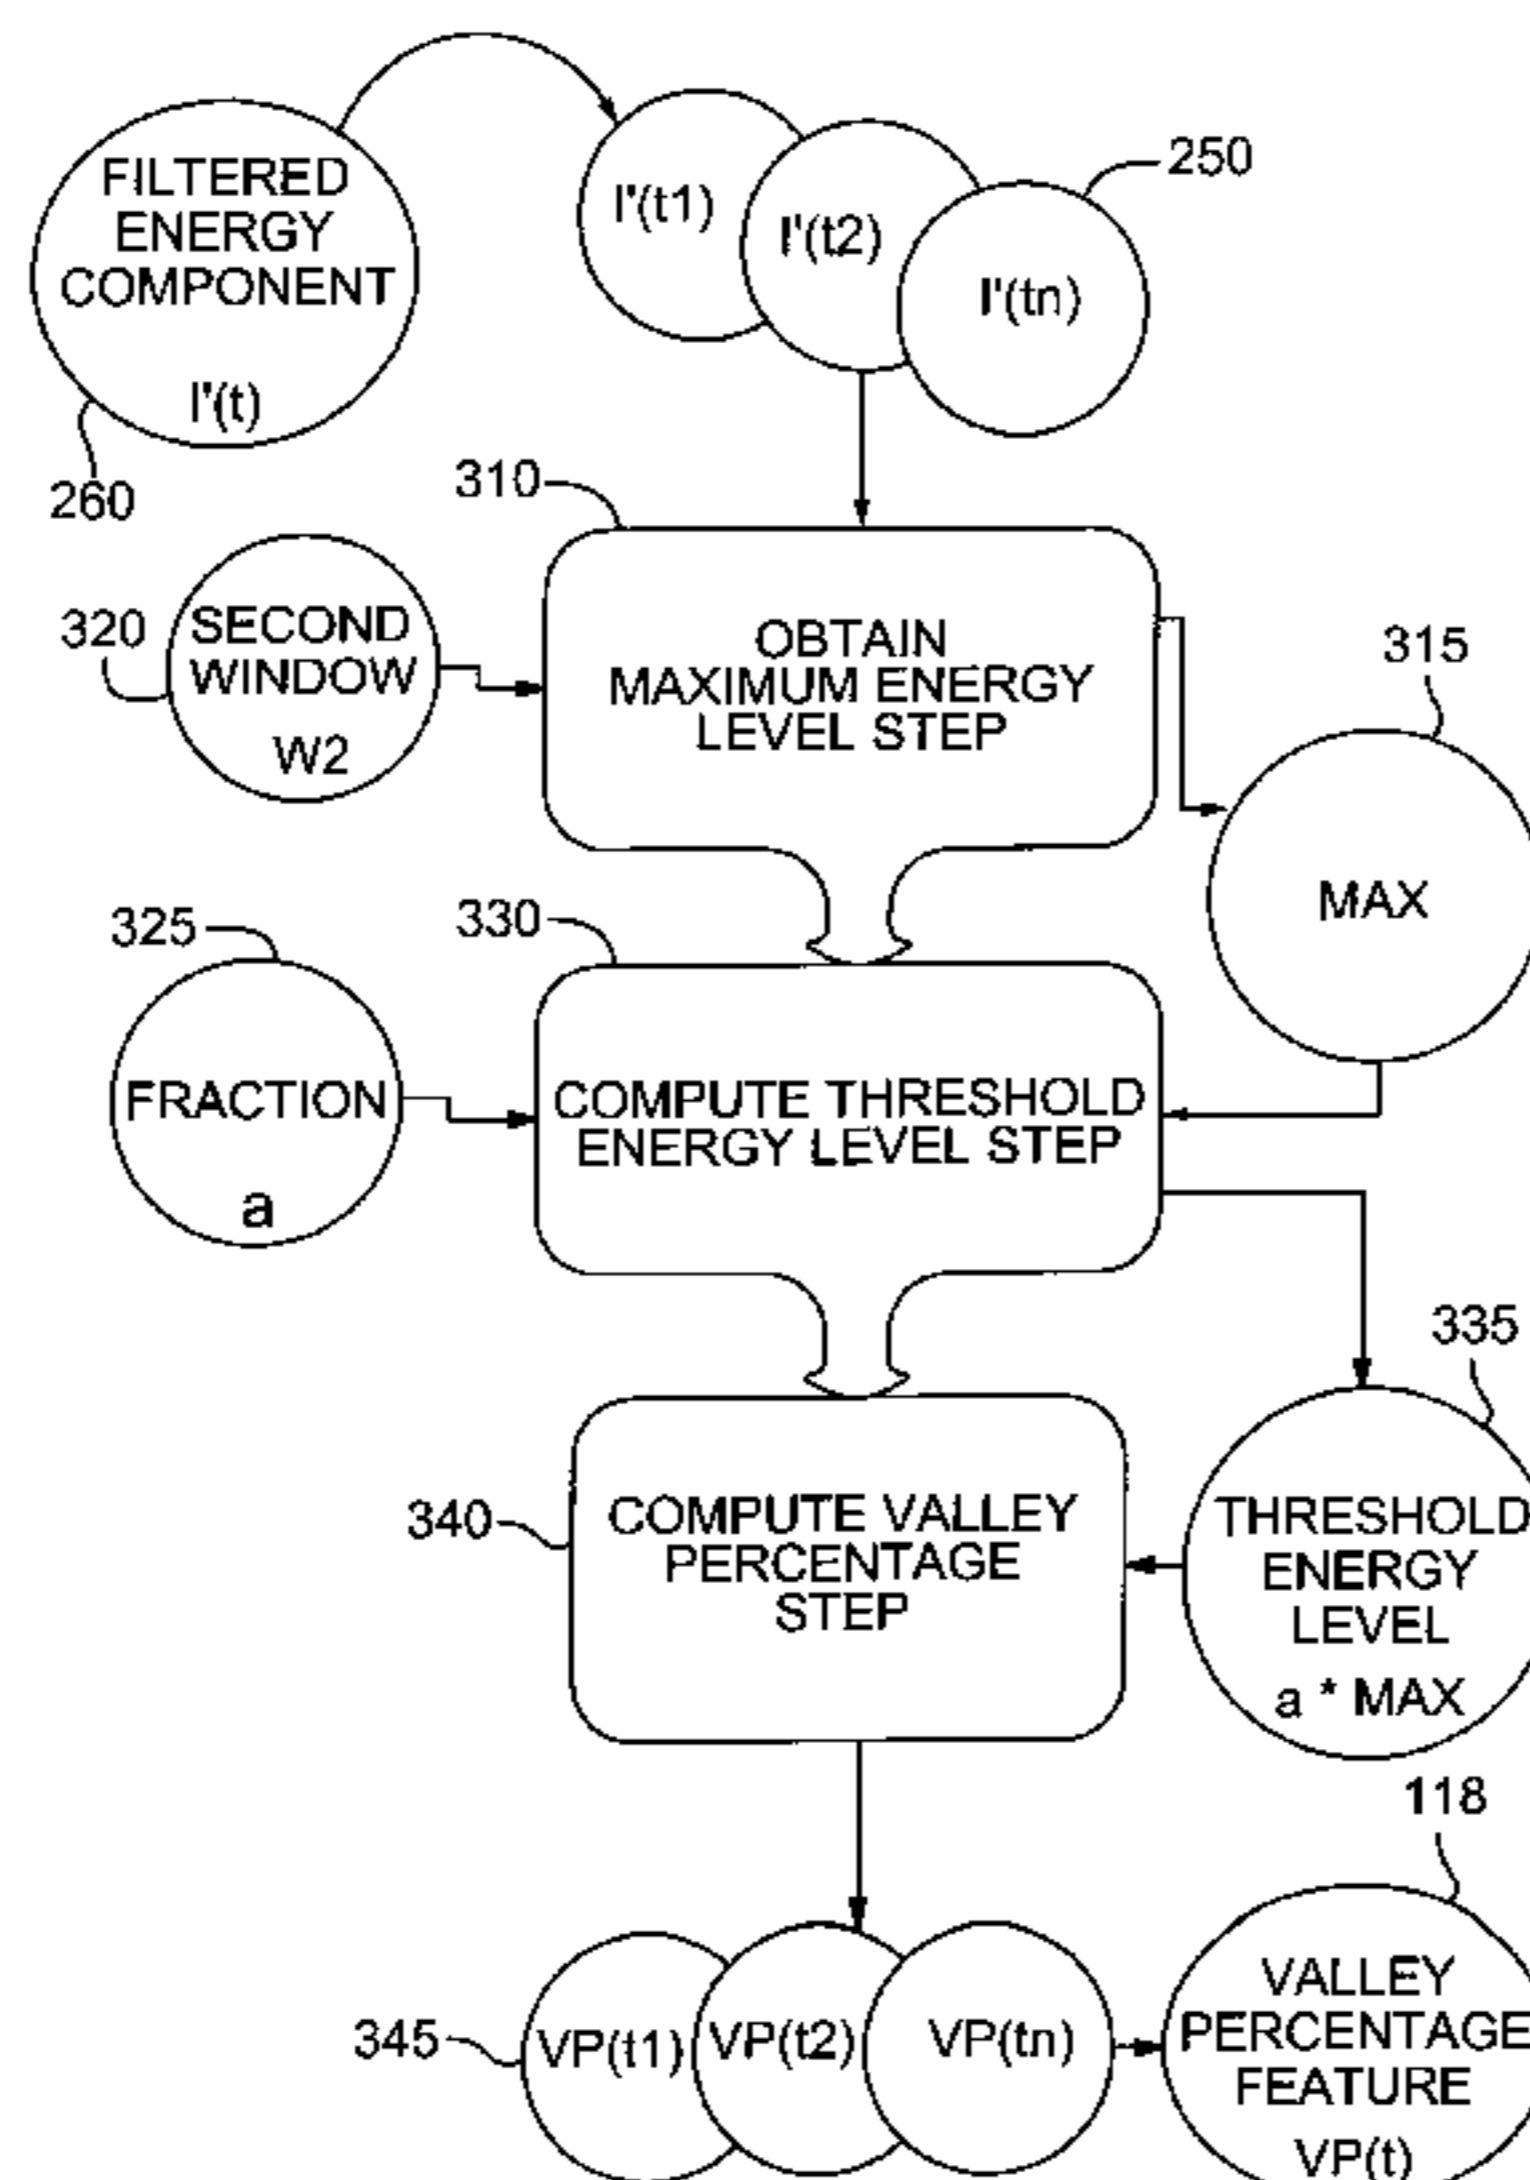 FILTERED
ENERGY
COMPONENT
I'(t)
260
I'(t1)
I'(t2)
I'(tn)
250
310
320
SECOND
WINDOW
W2
OBTAIN
MAXIMUM ENERGY
LEVEL STEP
315
MAX
325
330
FRACTION
a
COMPUTE THRESHOLD
ENERGY LEVEL STEP
335
340
COMPUTE VALLEY
PERCENTAGE
STEP
THRESHOLD
ENERGY
LEVEL
a * MAX
118
345
VP(t1)
VP(t2)
VP(tn)
VALLEY
PERCENTAGE
FEATURE
VP(t)